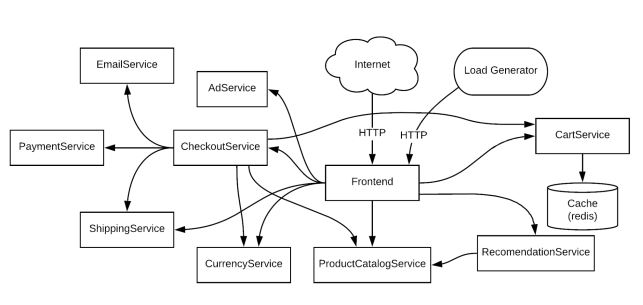 EmailService
Internet
Load Generator
AdService
HTTP
HTTP
CartService
PaymentService
CheckoutService
Frontend
Cache
(redis)
ShippingService
RecomendationService
CurrencyService
ProductCatalogService